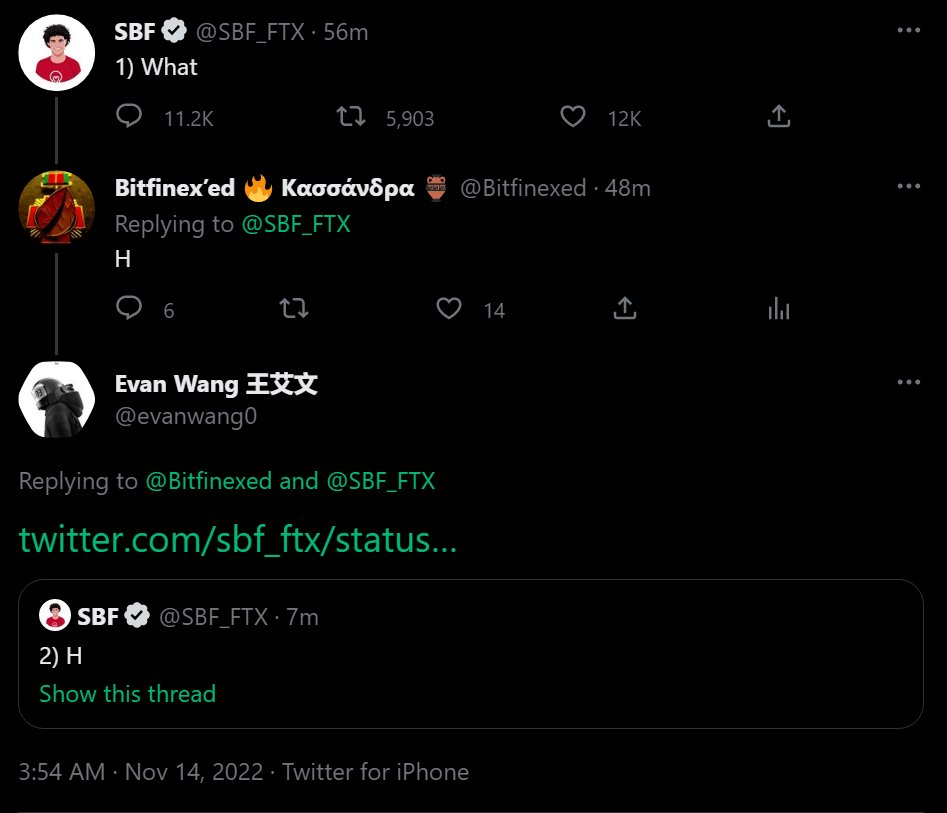 SBF @SBF_FTX · 56m
1) What
11.2K 5,903 12K
Bitfinex’ed 🔥 Κασσάνδρα 🏺 @Bitfinexed · 48m
Replying to @SBF_FTX
H
6 14
Evan Wang 王艾文
@evanwang0
Replying to @Bitfinexed and @SBF_FTX
twitter.com/sbf_ftx/status...
SBF @SBF_FTX · 7m
2) H
Show this thread
3:54 AM · Nov 14, 2022 · Twitter for iPhone